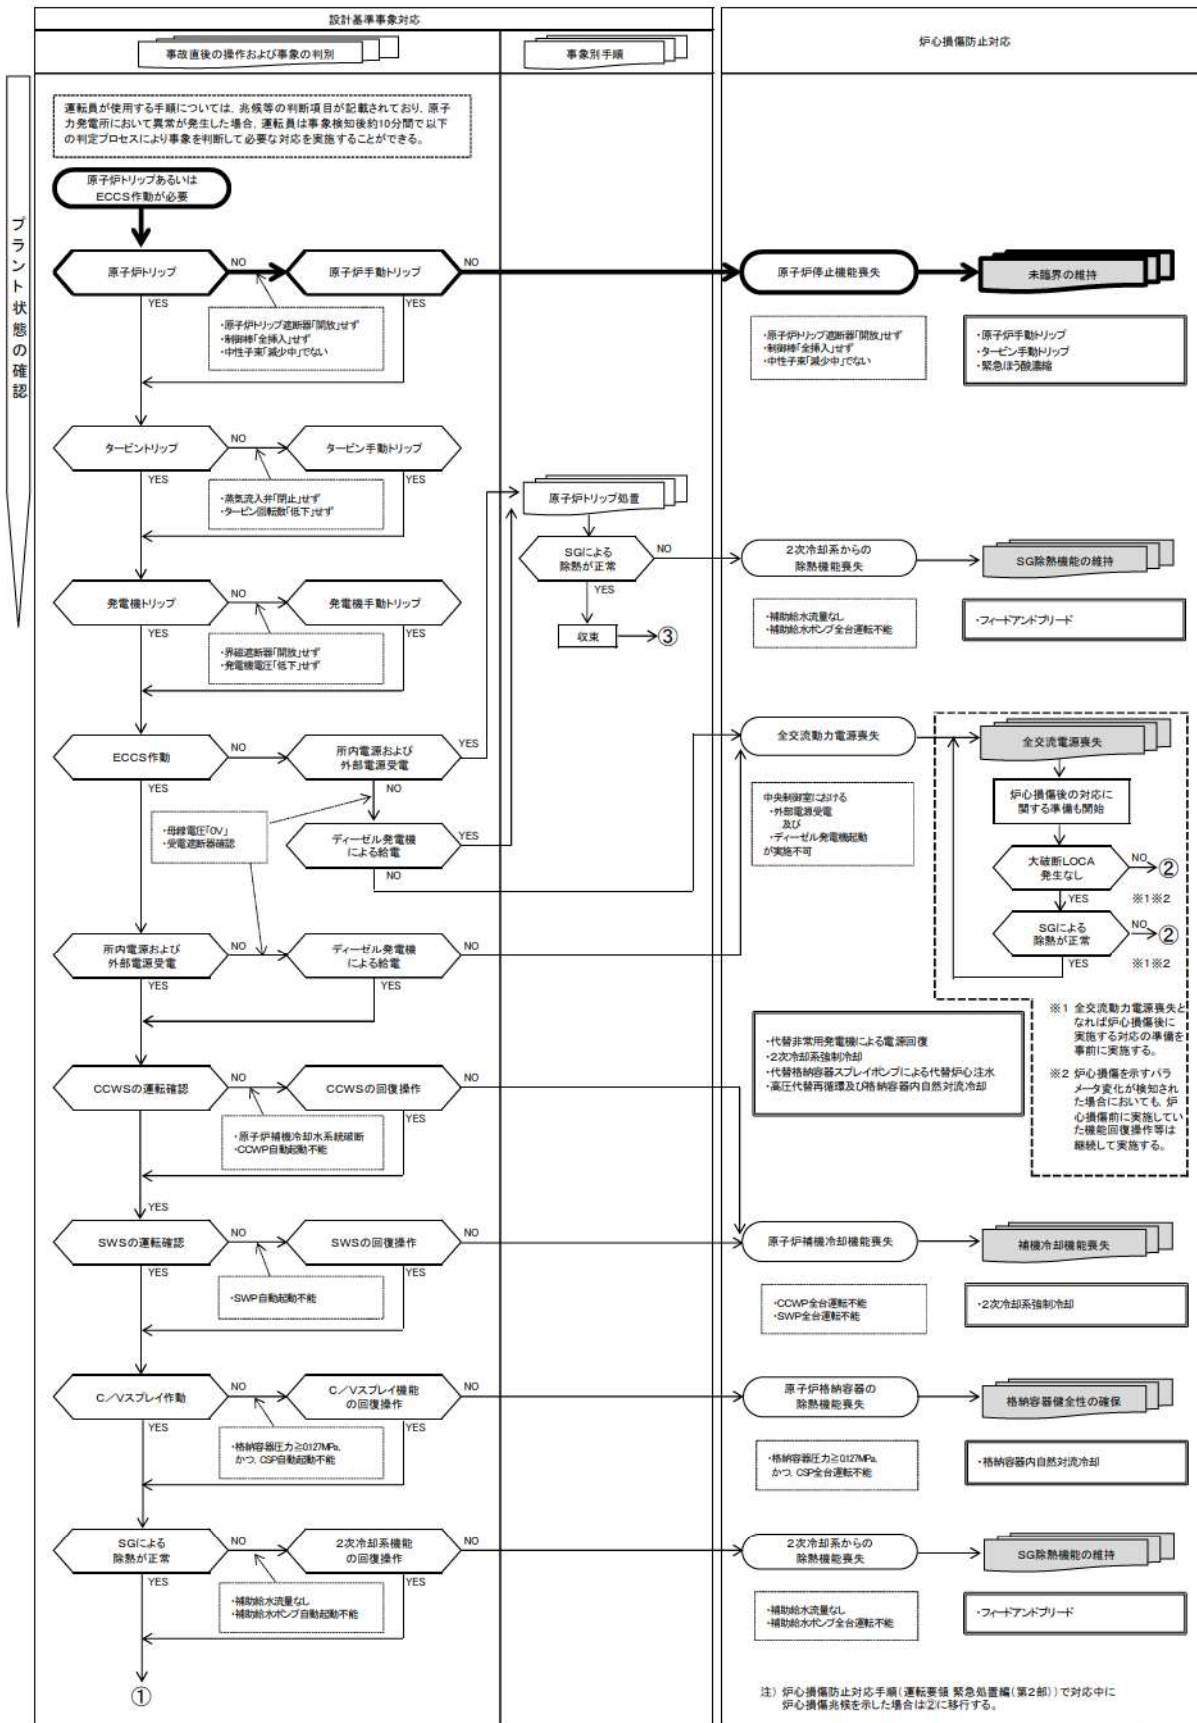 設計基準事象対応
炉心損傷防止対応
事故直後の操作および事象の判別
事象別手順
プラント状態の確認
運転員が使用する手順については、兆候等の判断項目が記載されており、原子
力発電所において異常が発生した場合、運転員は事象検知後約10分間で以下
の判定プロセスにより事象を判断して必要な対応を実施することができる。
原子炉トリップあるいは
ECCS作動が必要
原子炉トリップ
NO
原子炉手動トリップ
NO
原子炉停止機能喪失
未臨界の維持
YES
YES
・原子炉トリップ遮断器「開放」せず
・制御棒「全挿入」せず
・中性子束「減少中」でない
・原子炉トリップ遮断器「開放」せず
・制御棒「全挿入」せず
・中性子束「減少中」でない
・原子炉手動トリップ
・タービン手動トリップ
・緊急ほう酸濃縮
タービントリップ
NO
タービン手動トリップ
YES
YES
・蒸気流入弁「閉止」せず
・タービン回転数「低下」せず
原子炉トリップ処置
SGによる
除熱が正常
NO
YES
収束
③
2次冷却系からの
除熱機能喪失
SG除熱機能の維持
・補助給水流量なし
・補助給水ポンプ全台運転不能
・フィードアンドブリード
発電機トリップ
NO
発電機手動トリップ
YES
YES
・界磁遮断器「開放」せず
・発電機電圧「低下」せず
ECCS作動
NO
所内電源および
外部電源受電
YES
YES
NO
・母線電圧「0V」
・受電遮断器確認
ディーゼル発電機
による給電
YES
NO
全交流動力電源喪失
全交流電源喪失
中央制御室における
・外部電源受電
及び
・ディーゼル発電機起動
が実施不可
炉心損傷後の対応に
関する準備も開始
大破断LOCA
発生なし
NO
②
YES
※1※2
SGによる
除熱が正常
NO
②
YES
※1※2
所内電源および
外部電源受電
NO
ディーゼル発電機
による給電
NO
YES
YES
※1 全交流動力電源喪失と
なれば炉心損傷後に
実施する対応の準備を
事前に実施する。
※2 炉心損傷を示すパラ
メータ変化が検知され
た場合においても、炉
心損傷前に実施してい
た機能回復操作等は
継続して実施する。
・代替非常用発電機による電源回復
・2次冷却系強制冷却
・代替格納容器スプレイポンプによる代替炉心注水
・高圧代替再循環及び格納容器内自然対流冷却
CCWSの運転確認
NO
CCWSの回復操作
NO
YES
YES
・原子炉補機冷却水系統破断
・CCWP自動起動不能
SWSの運転確認
NO
SWSの回復操作
NO
原子炉補機冷却機能喪失
補機冷却機能喪失
YES
YES
・SWP自動起動不能
・CCWP全台運転不能
・SWP全台運転不能
・2次冷却系強制冷却
C/Vスプレイ作動
NO
C/Vスプレイ機能
の回復操作
NO
原子炉格納容器の
除熱機能喪失
格納容器健全性の確保
YES
YES
・格納容器圧力≧0.127MPa、
かつ、CSP自動起動不能
・格納容器圧力≧0.127MPa、
かつ、CSP全台運転不能
・格納容器内自然対流冷却
SGによる
除熱が正常
NO
2次冷却系機能
の回復操作
NO
2次冷却系からの
除熱機能喪失
SG除熱機能の維持
YES
YES
・補助給水流量なし
・補助給水ポンプ自動起動不能
・補助給水流量なし
・補助給水ポンプ全台運転不能
・フィードアンドブリード
①
注) 炉心損傷防止対応手順(運転要領 緊急処置編(第2部))で対応中に
炉心損傷兆候を示した場合は②に移行する。